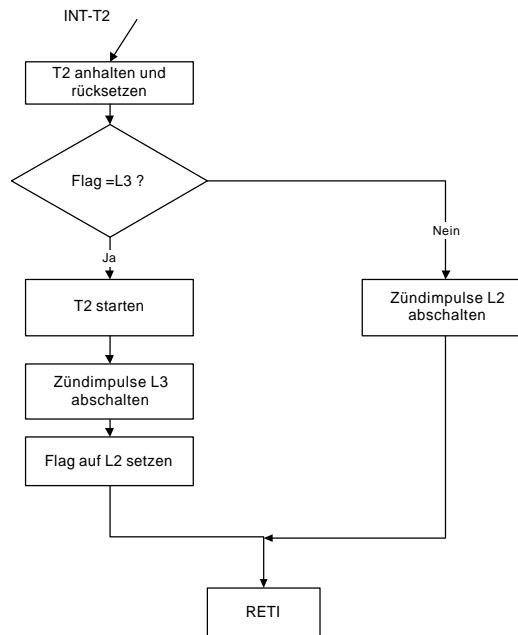 INT-T2
T2 anhalten und
rücksetzen
Flag =L3 ?
Ja
Nein
T2 starten
Zündimpulse L2
abschalten
Zündimpulse L3
abschalten
Flag auf L2 setzen
RETI